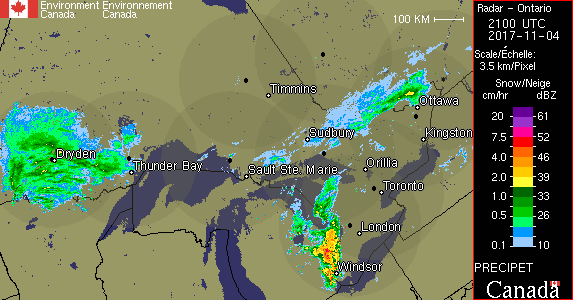 Environment Environnement
Canada Canada
100 KM
Timmins
Ottawa
Sudbury
Kingston
Dryden
Thunder Bay
Sault Ste. Marie
Orillia
Toronto
London
Windsor
Radar - Ontario
2100 UTC
2017-11-04
Scale/Échelle:
3.5 km/Pixel
Snow/Neige
cm/hr dBZ
20 61
7.5 52
4.0 46
2.0 39
1.0 33
0.5 26
0.1 10
PRECIPET
Canada